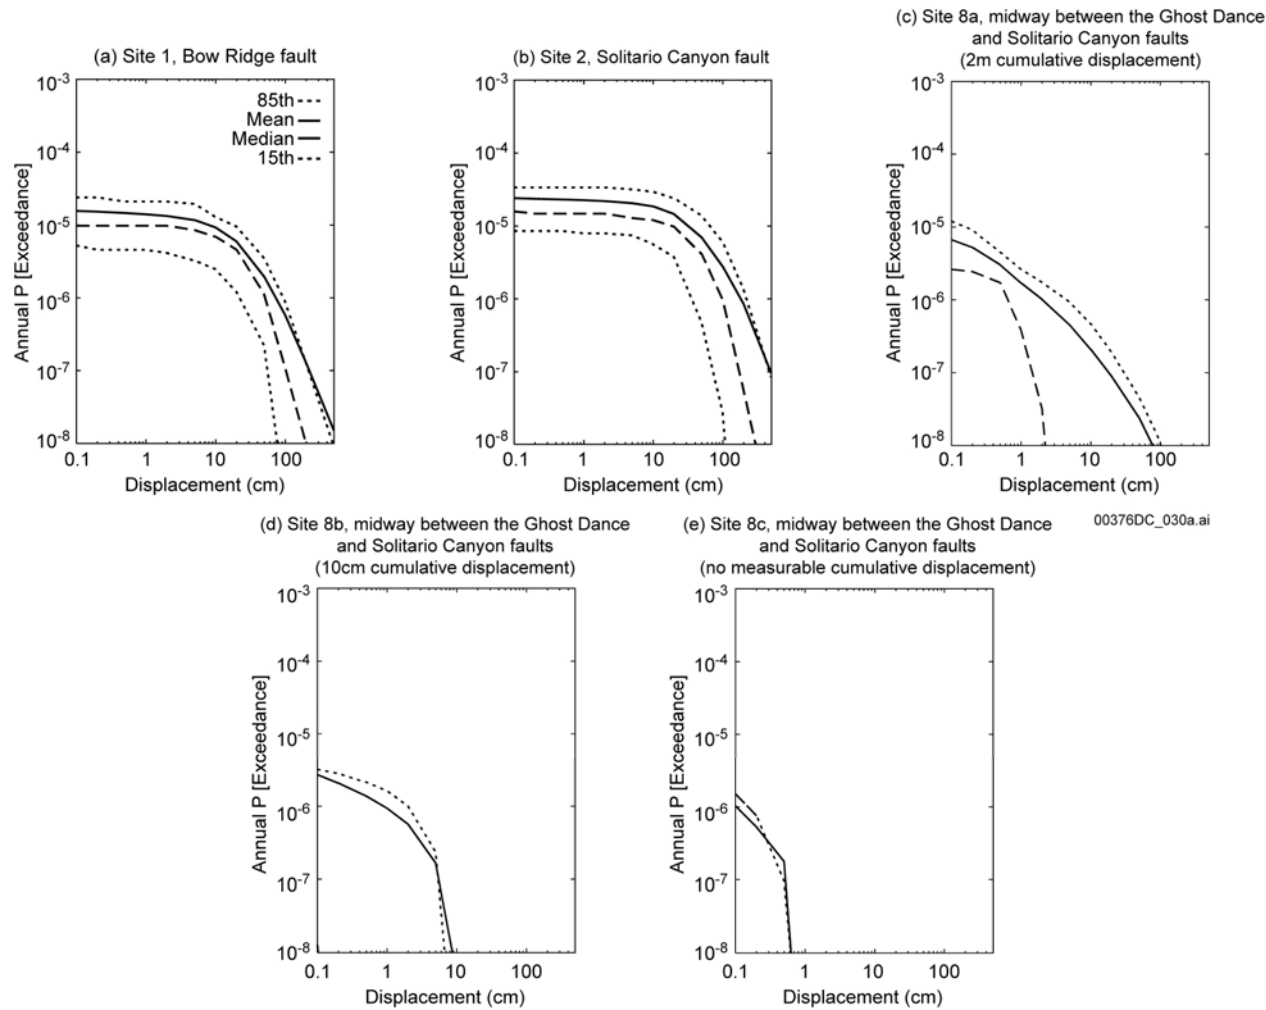 (a) Site 1, Bow Ridge fault
10-3
10-4
10-5
10-6
10-7
10-8
Annual P [Exceedance]
85th
Mean
Median
15th
0.1 1 10 100
Displacement (cm)
(b) Site 2, Solitario Canyon fault
10-3
10-4
10-5
10-6
10-7
10-8
Annual P [Exceedance]
0.1 1 10 100
Displacement (cm)
(c) Site 8a, midway between the Ghost Dance
and Solitario Canyon faults
(2m cumulative displacement)
10-3
10-4
10-5
10-6
10-7
10-8
Annual P [Exceedance]
0.1 1 10 100
Displacement (cm)
00376DC_030a.ai
(d) Site 8b, midway between the Ghost Dance
and Solitario Canyon faults
(10cm cumulative displacement)
10-3
10-4
10-5
10-6
10-7
10-8
Annual P [Exceedance]
0.1 1 10 100
Displacement (cm)
(e) Site 8c, midway between the Ghost Dance
and Solitario Canyon faults
(no measurable cumulative displacement)
10-3
10-4
10-5
10-6
10-7
10-8
Annual P [Exceedance]
0.1 1 10 100
Displacement (cm)